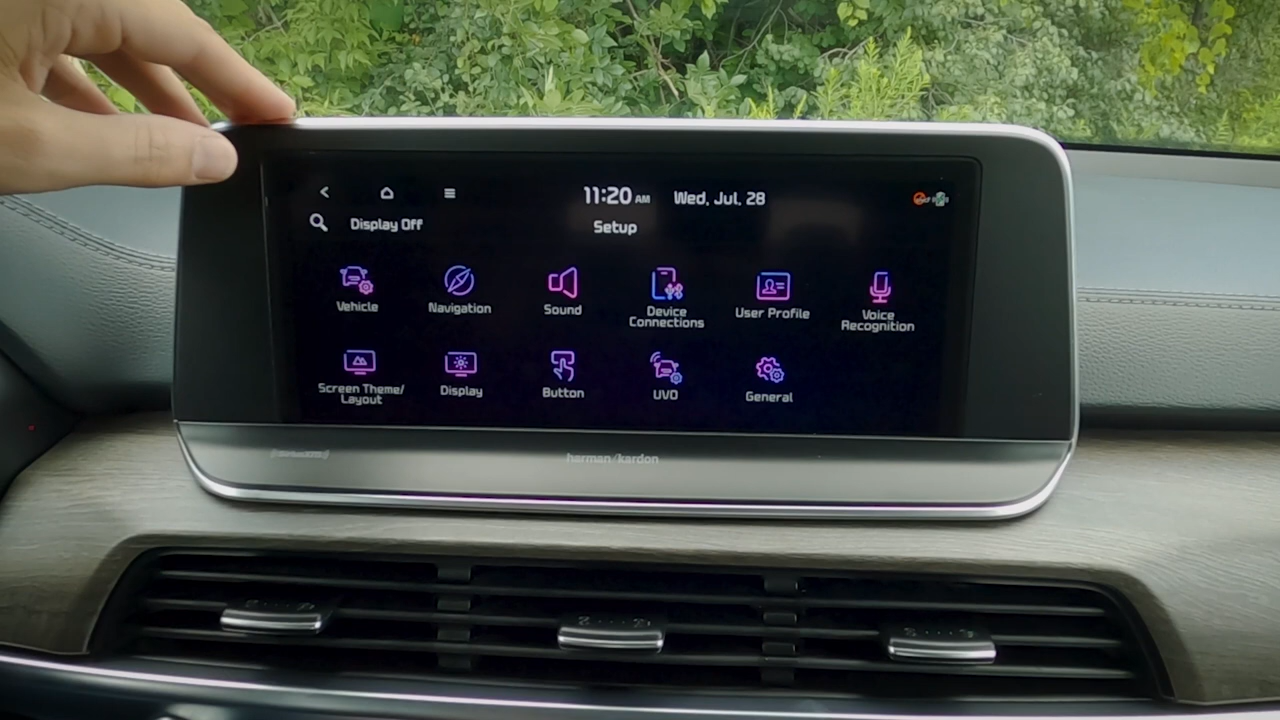 11:20 AM Wed, Jul. 28
Display Off
Setup
Vehicle
Navigation
Sound
Device
Connections
User Profile
Voice
Recognition
Screen Theme/
Layout
Display
Button
UVD
General
harman/kardon